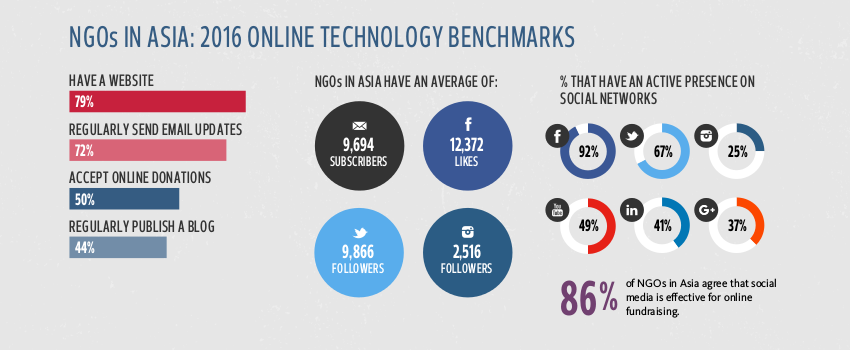 NGOs IN ASIA: 2016 ONLINE TECHNOLOGY BENCHMARKS
HAVE A WEBSITE
79%
REGULARLY SEND EMAIL UPDATES
72%
ACCEPT ONLINE DONATIONS
50%
REGULARLY PUBLISH A BLOG
44%
NGOs IN ASIA HAVE AN AVERAGE OF:
9,694
SUBSCRIBERS
f
12,372
LIKES
9,866
FOLLOWERS
2,516
FOLLOWERS
% THAT HAVE AN ACTIVE PRESENCE ON
SOCIAL NETWORKS
f
92%
67%
25%
You
Tube
49%
in
41%
G+
37%
86%
of NGOs in Asia agree that social
media is effective for online
fundraising.